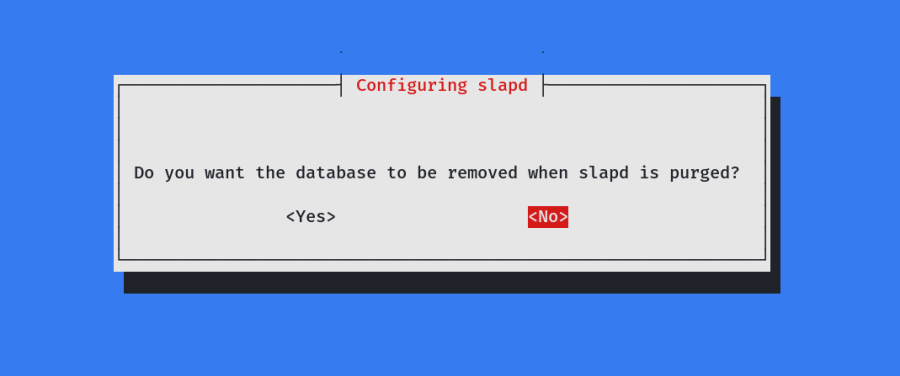 Configuring slapd
Do you want the database to be removed when slapd is purged?
<Yes> <No>